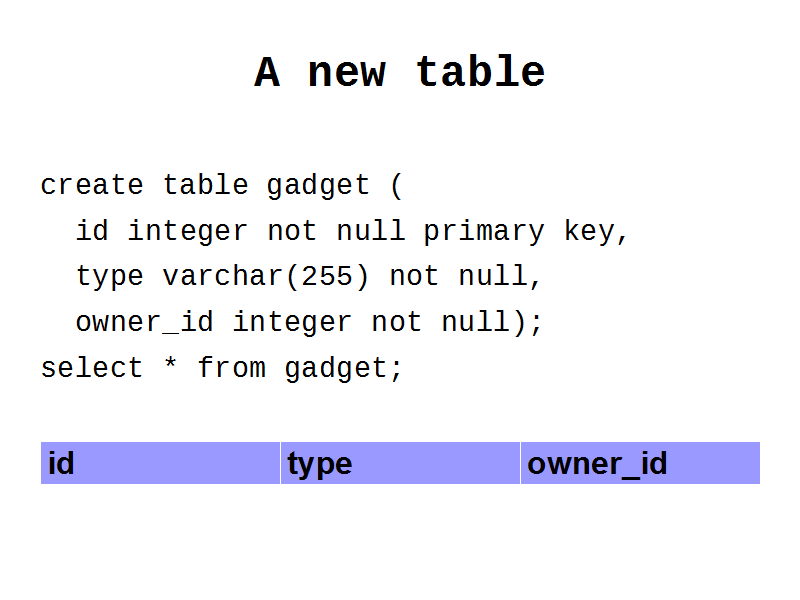 A new table
create table gadget (
  id integer not null primary key,
  type varchar(255) not null,
  owner_id integer not null);
select * from gadget;
id type owner_id